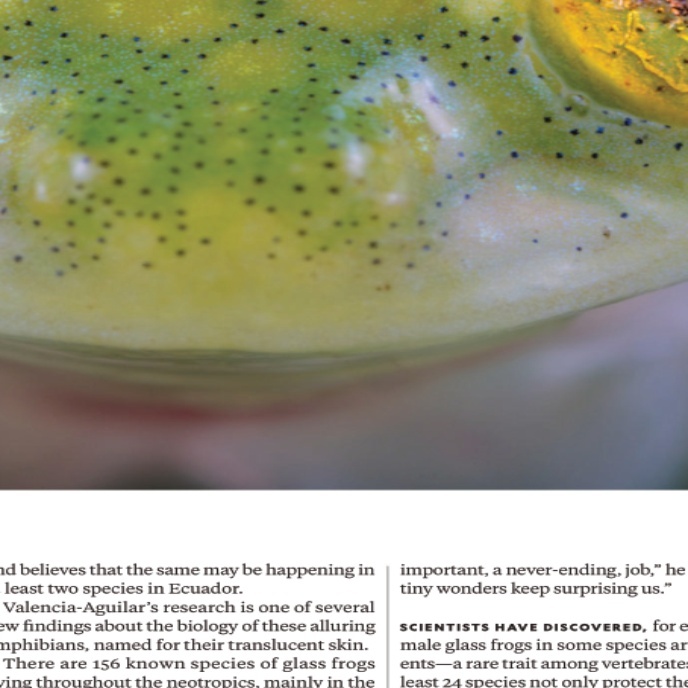 nd believes that the same may be happening in
least two species in Ecuador.
Valencia-Aguilar’s research is one of several
ew findings about the biology of these alluring
mphibians, named for their translucent skin.
There are 156 known species of glass frogs
ving throughout the neotropics, mainly in the
important, a never-ending, job,” he
tiny wonders keep surprising us.”
SCIENTISTS HAVE DISCOVERED, for e
male glass frogs in some species ar
ents—a rare trait among vertebrates
least 24 species not only protect the